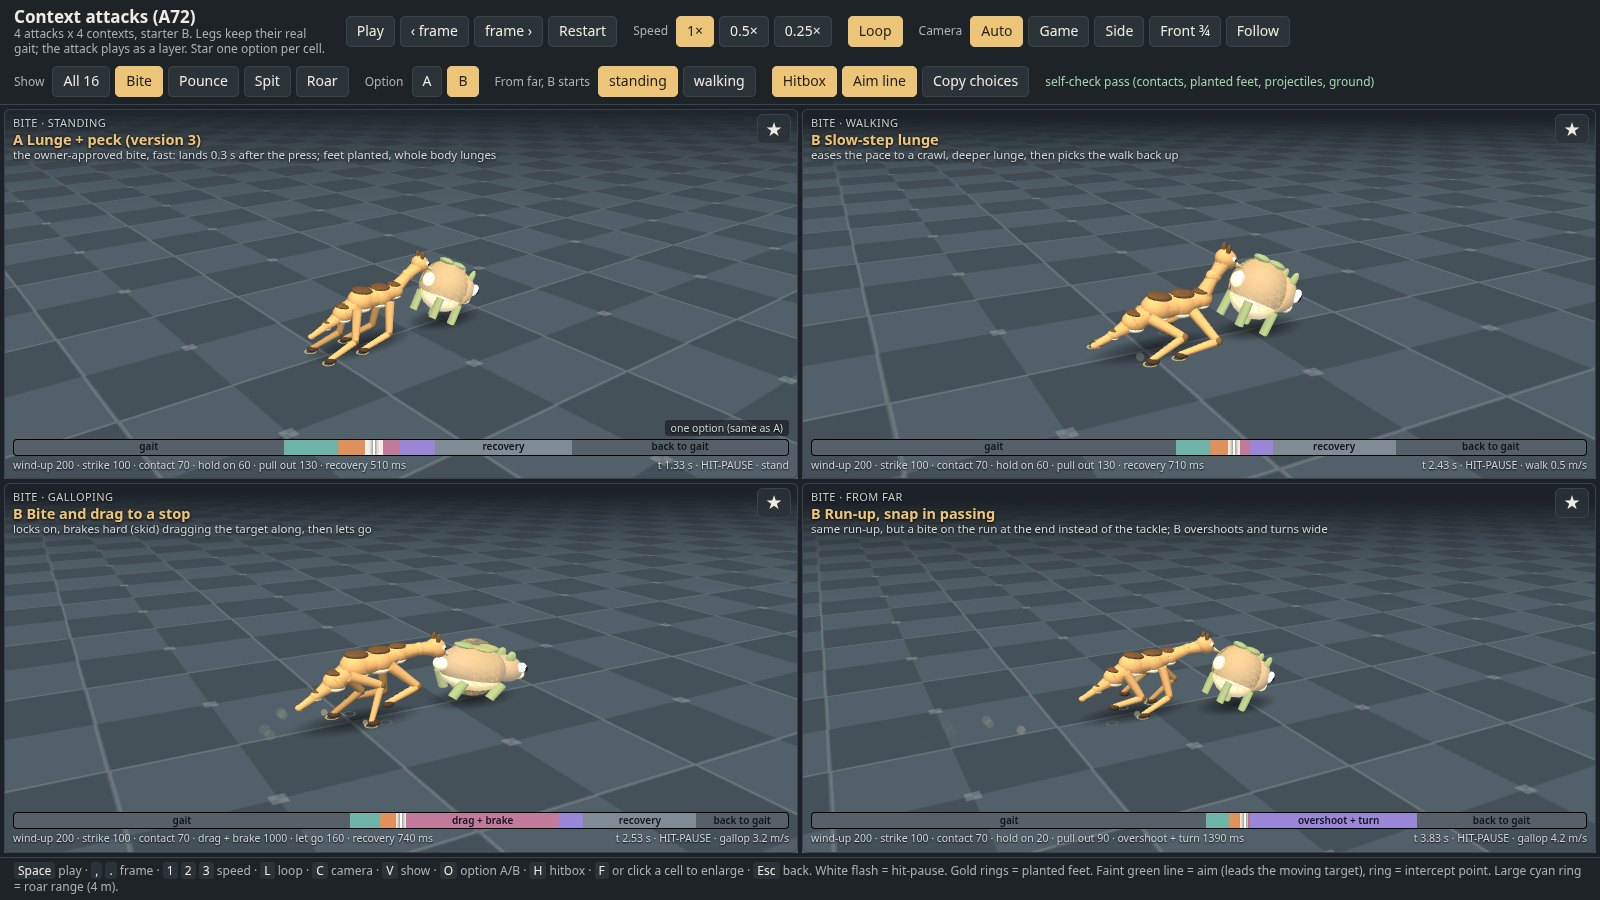 Context attacks (A72)
4 attacks x 4 contexts, starter B. Legs keep their real
gait; the attack plays as a layer. Star one option per cell.
Play ‹ frame frame › Restart Speed 1× 0.5× 0.25× Loop Camera Auto Game Side Front ¾ Follow
Show All 16 Bite Pounce Spit Roar Option A B From far, B starts standing walking Hitbox Aim line Copy choices self-check pass (contacts, planted feet, projectiles, ground)
BITE · STANDING
A Lunge + peck (version 3)
the owner-approved bite, fast: lands 0.3 s after the press; feet planted, whole body lunges
★
one option (same as A)
gait recovery back to gait
wind-up 200 · strike 100 · contact 70 · hold on 60 · pull out 130 · recovery 510 ms
t 1.33 s · HIT-PAUSE · stand
BITE · WALKING
B Slow-step lunge
eases the pace to a crawl, deeper lunge, then picks the walk back up
★
gait recovery back to gait
wind-up 200 · strike 100 · contact 70 · hold on 60 · pull out 130 · recovery 710 ms
t 2.43 s · HIT-PAUSE · walk 0.5 m/s
BITE · GALLOPING
B Bite and drag to a stop
locks on, brakes hard (skid) dragging the target along, then lets go
★
gait drag + brake recovery back to gait
wind-up 200 · strike 100 · contact 70 · drag + brake 1000 · let go 160 · recovery 740 ms
t 2.53 s · HIT-PAUSE · gallop 3.2 m/s
BITE · FROM FAR
B Run-up, snap in passing
same run-up, but a bite on the run at the end instead of the tackle; B overshoots and turns wide
★
gait overshoot + turn back to gait
wind-up 200 · strike 100 · contact 70 · hold on 20 · pull out 90 · overshoot + turn 1390 ms
t 3.83 s · HIT-PAUSE · gallop 4.2 m/s
Space play · , . frame · 1 2 3 speed · L loop · C camera · V show · O option A/B · H hitbox · F or click a cell to enlarge · Esc back. White flash = hit-pause. Gold rings = planted feet. Faint green line = aim (leads the moving target), ring = intercept point. Large cyan ring
= roar range (4 m).